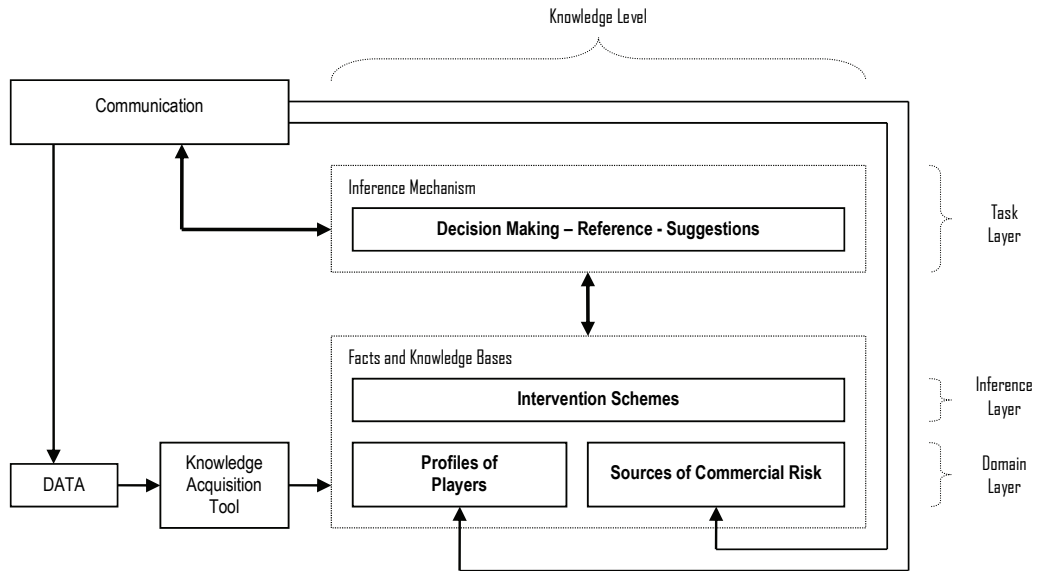 Knowledge Level
Communication
Inference Mechanism
Decision Making – Reference - Suggestions
Task
Layer
Facts and Knowledge Bases
Intervention Schemes
Inference
Layer
DATA
Knowledge
Acquisition
Tool
Profiles of
Players
Sources of Commercial Risk
Domain
Layer